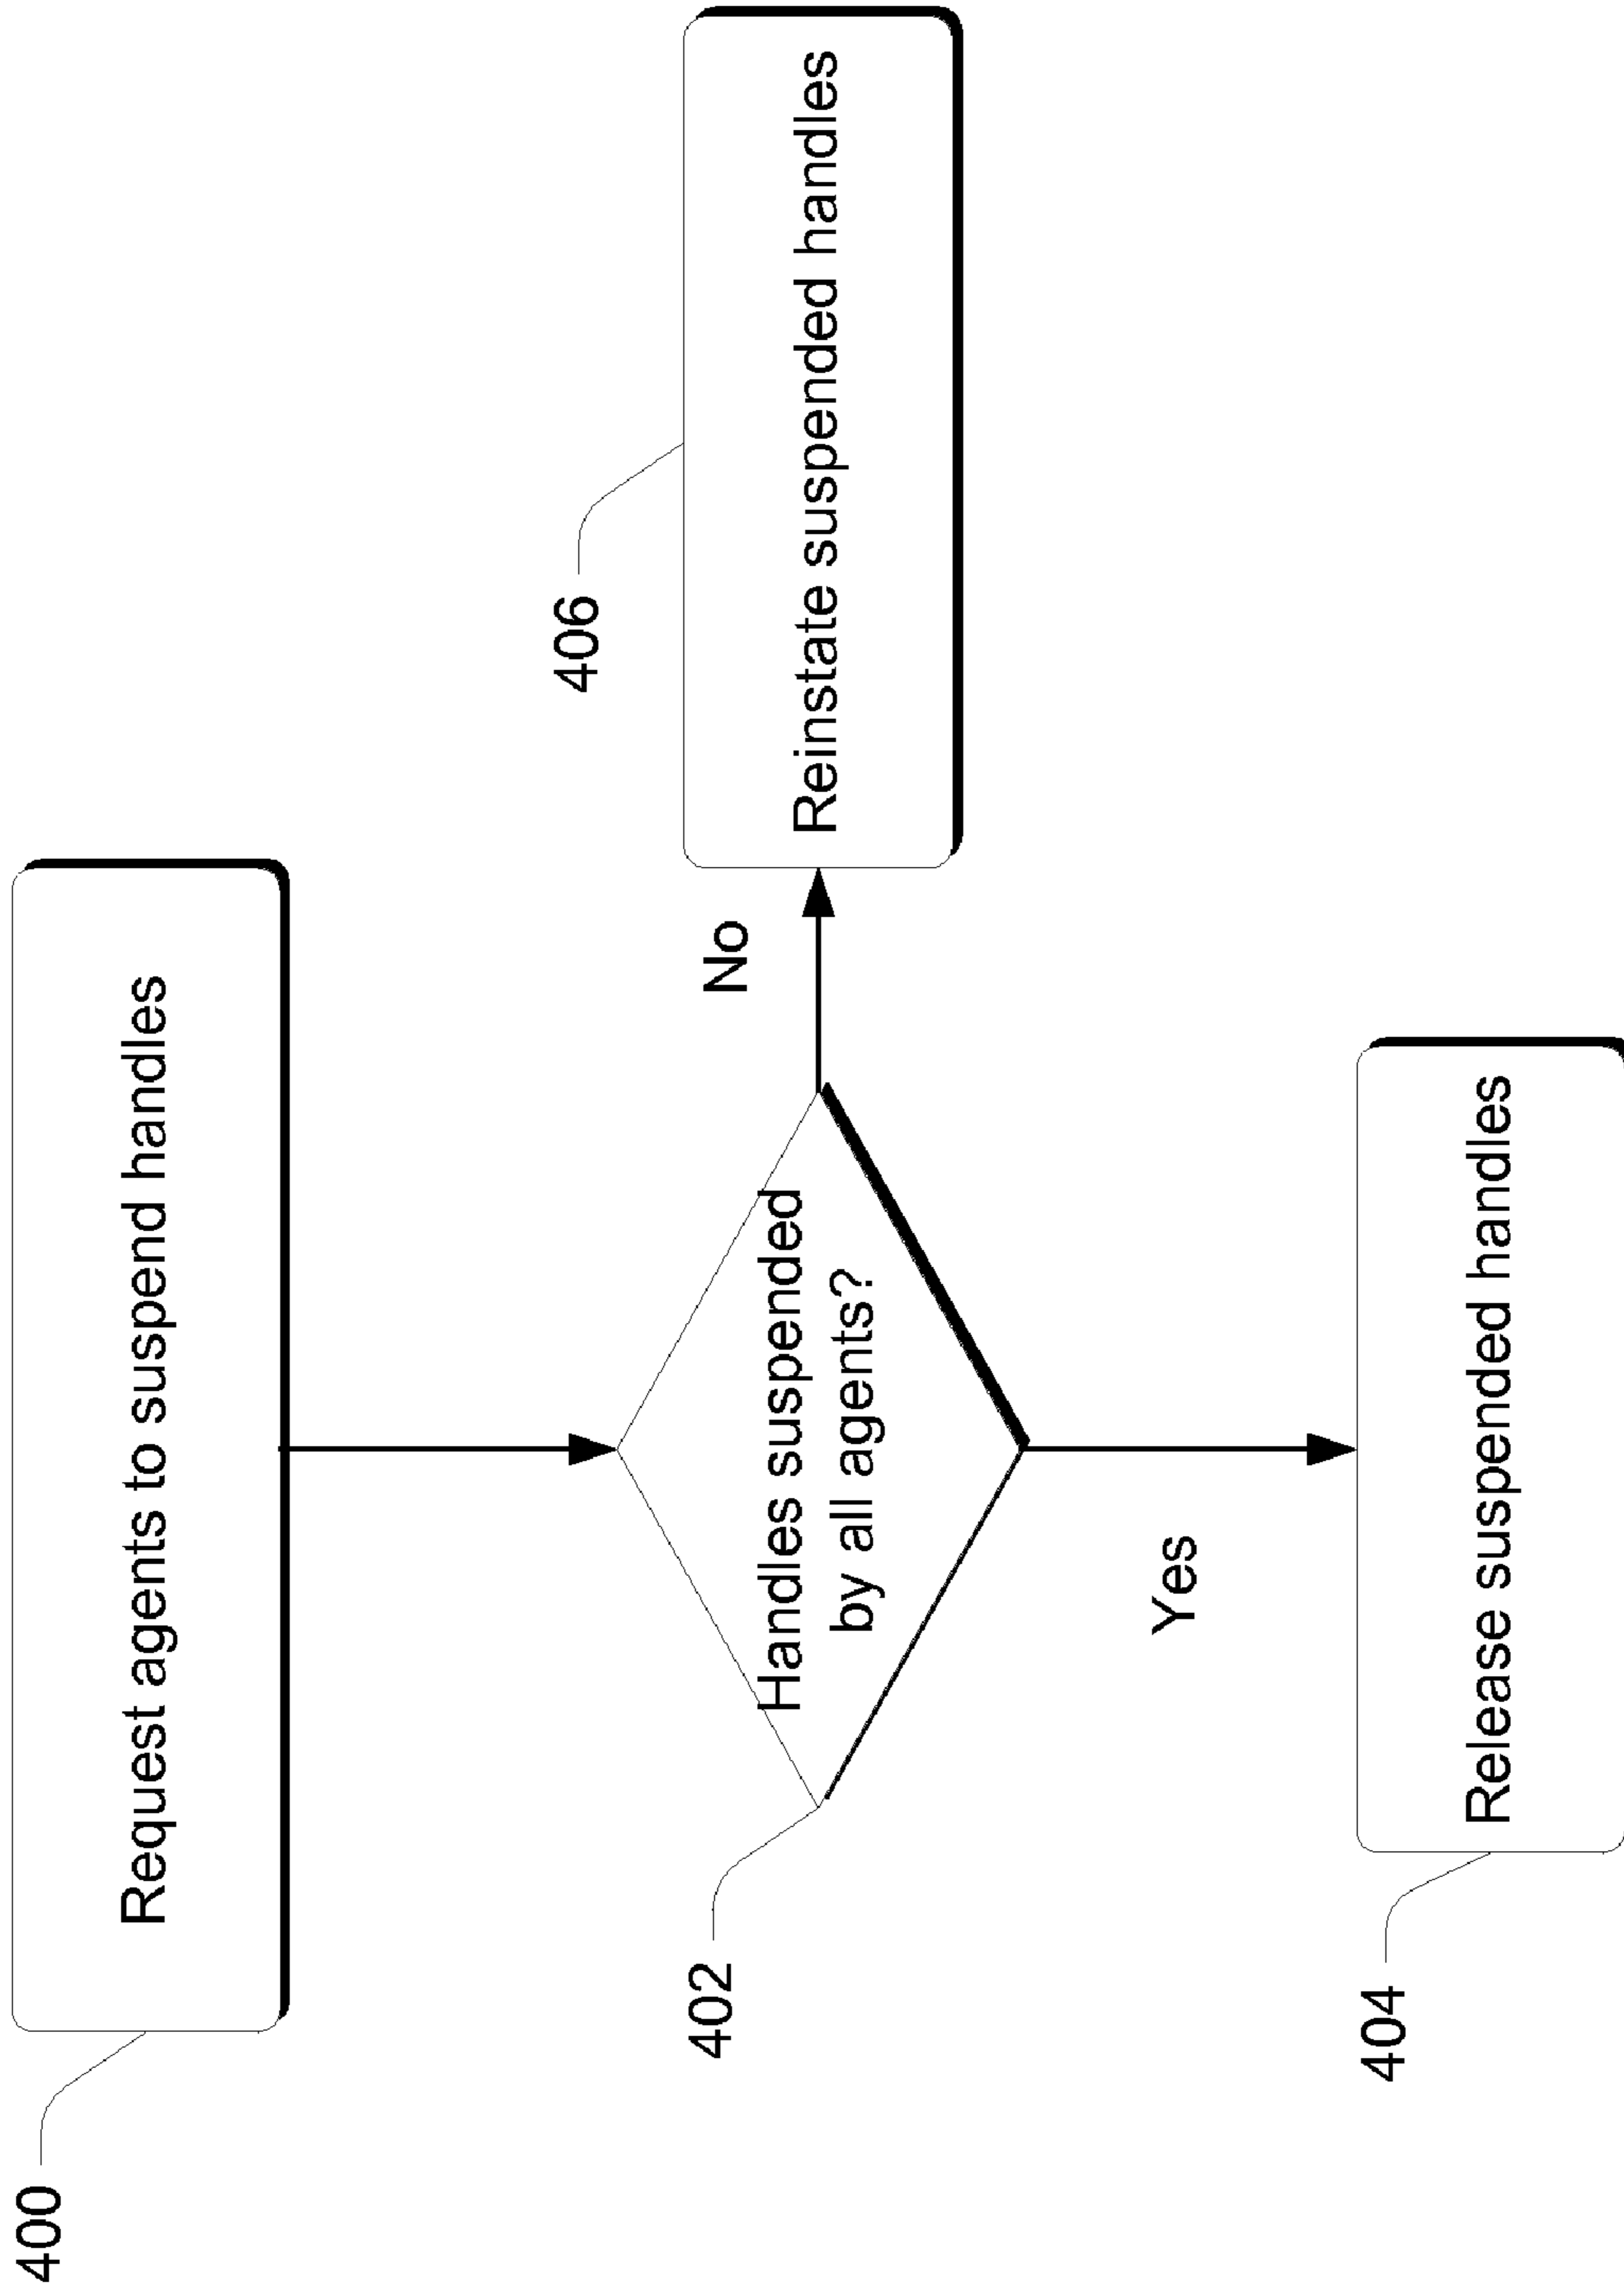 400
Request agents to suspend handles
402
Handles suspended
by all agents?
No
406
Reinstate suspended handles
Yes
404
Release suspended handles